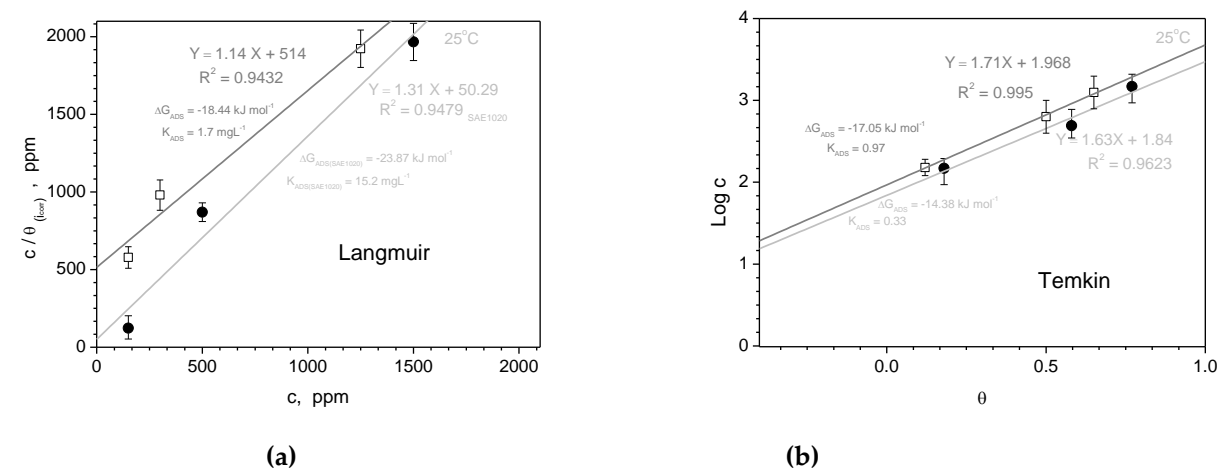 2000
1500
1000
500
0
c / θ (Icorr) , ppm
Y = 1.14 X + 514
R² = 0.9432
ΔG_ADS = -18.44 kJ mol⁻¹
K_ADS = 1.7 mgL⁻¹
25°C
Y = 1.31 X + 50.29
R² = 0.9479 SAE1020
ΔG_ADS(SAE1020) = -23.87 kJ mol⁻¹
K_ADS(SAE1020) = 15.2 mgL⁻¹
Langmuir
0 500 1000 1500 2000
c, ppm
(a)
4
3
2
1
0
Log c
25°C
Y = 1.71X + 1.968
R² = 0.995
ΔG_ADS = -17.05 kJ mol⁻¹
K_ADS = 0.97
Y = 1.63X + 1.84
R² = 0.9623
ΔG_ADS = -14.38 kJ mol⁻¹
K_ADS = 0.33
Temkin
0.0 0.5 1.0
θ
(b)